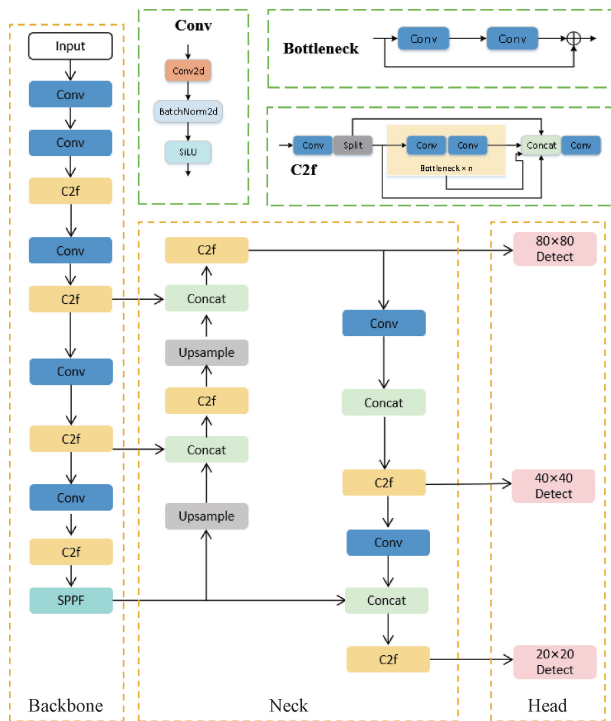 Input
Conv
Conv
C2f
Conv
C2f
Conv
C2f
Conv
C2f
SPPF
Backbone
Conv
Conv2d
BatchNorm2d
SiLU
Bottleneck
Conv
Conv
C2f
Conv
Split
Conv
Conv
Bottleneck × n
Concat
Conv
C2f
Concat
Upsample
C2f
Concat
Upsample
Conv
Concat
C2f
Conv
Concat
C2f
Neck
80×80
Detect
40×40
Detect
20×20
Detect
Head